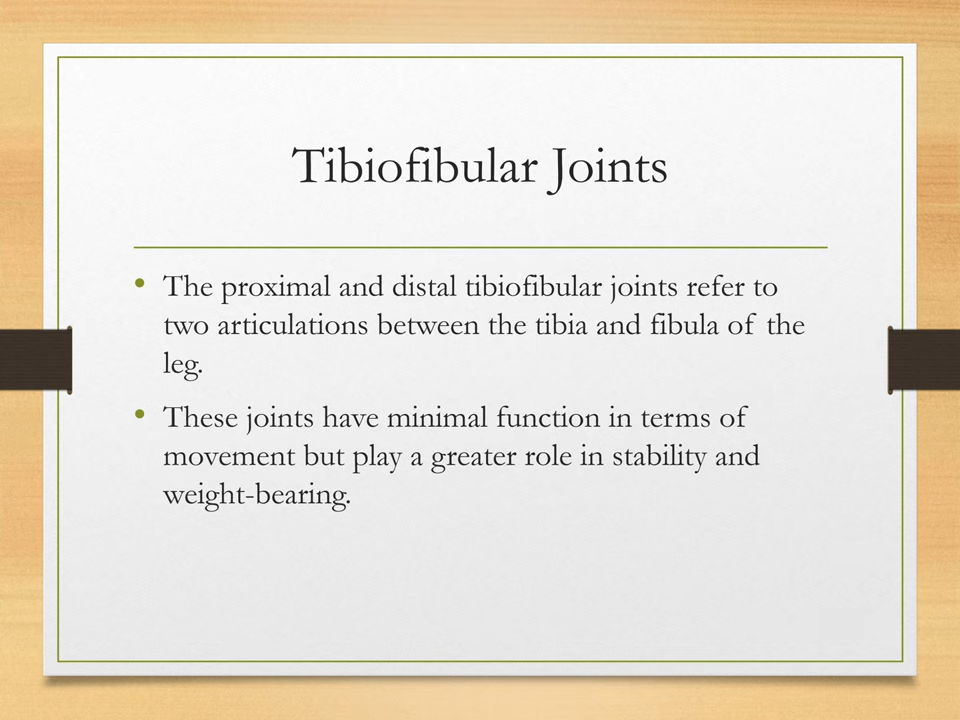 Tibiofibular Joints
• The proximal and distal tibiofibular joints refer to
two articulations between the tibia and fibula of the
leg.
• These joints have minimal function in terms of
movement but play a greater role in stability and
weight-bearing.